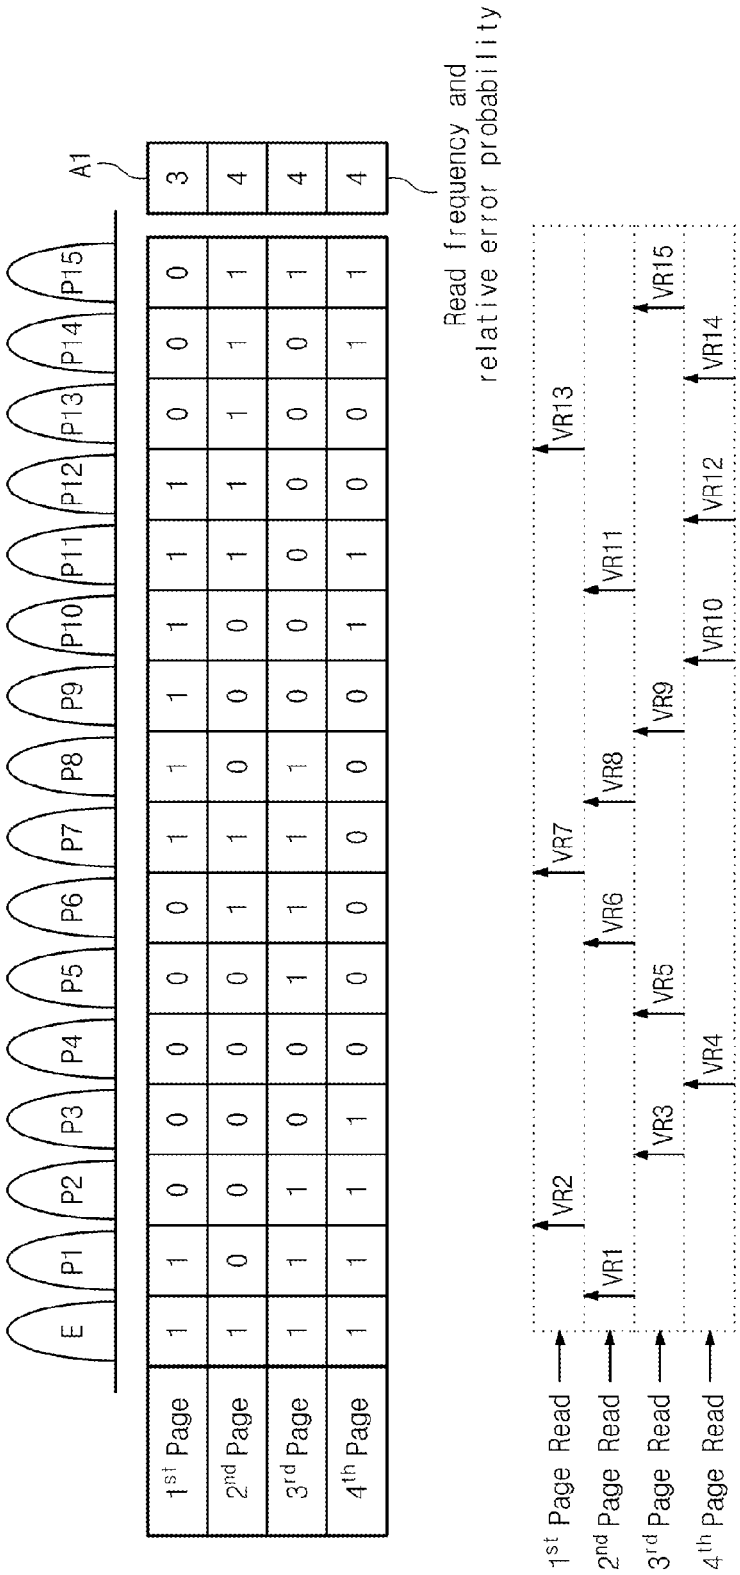 A1
E P1 P2 P3 P4 P5 P6 P7 P8 P9 P10 P11 P12 P13 P14 P15
1st Page 1 1 0 0 0 0 0 1 1 1 1 1 1 0 0 0 3
2nd Page 1 0 0 0 0 0 1 1 0 0 0 1 1 1 1 1 4
3rd Page 1 1 1 0 0 1 1 1 1 0 0 0 0 0 0 1 4
4th Page 1 1 1 1 0 0 0 0 0 0 1 1 0 0 1 1 4
Read frequency and
relative error probability
1st Page Read VR2 VR7 VR13
2nd Page Read VR1 VR6 VR8 VR11
3rd Page Read VR3 VR5 VR9 VR15
4th Page Read VR4 VR10 VR12 VR14